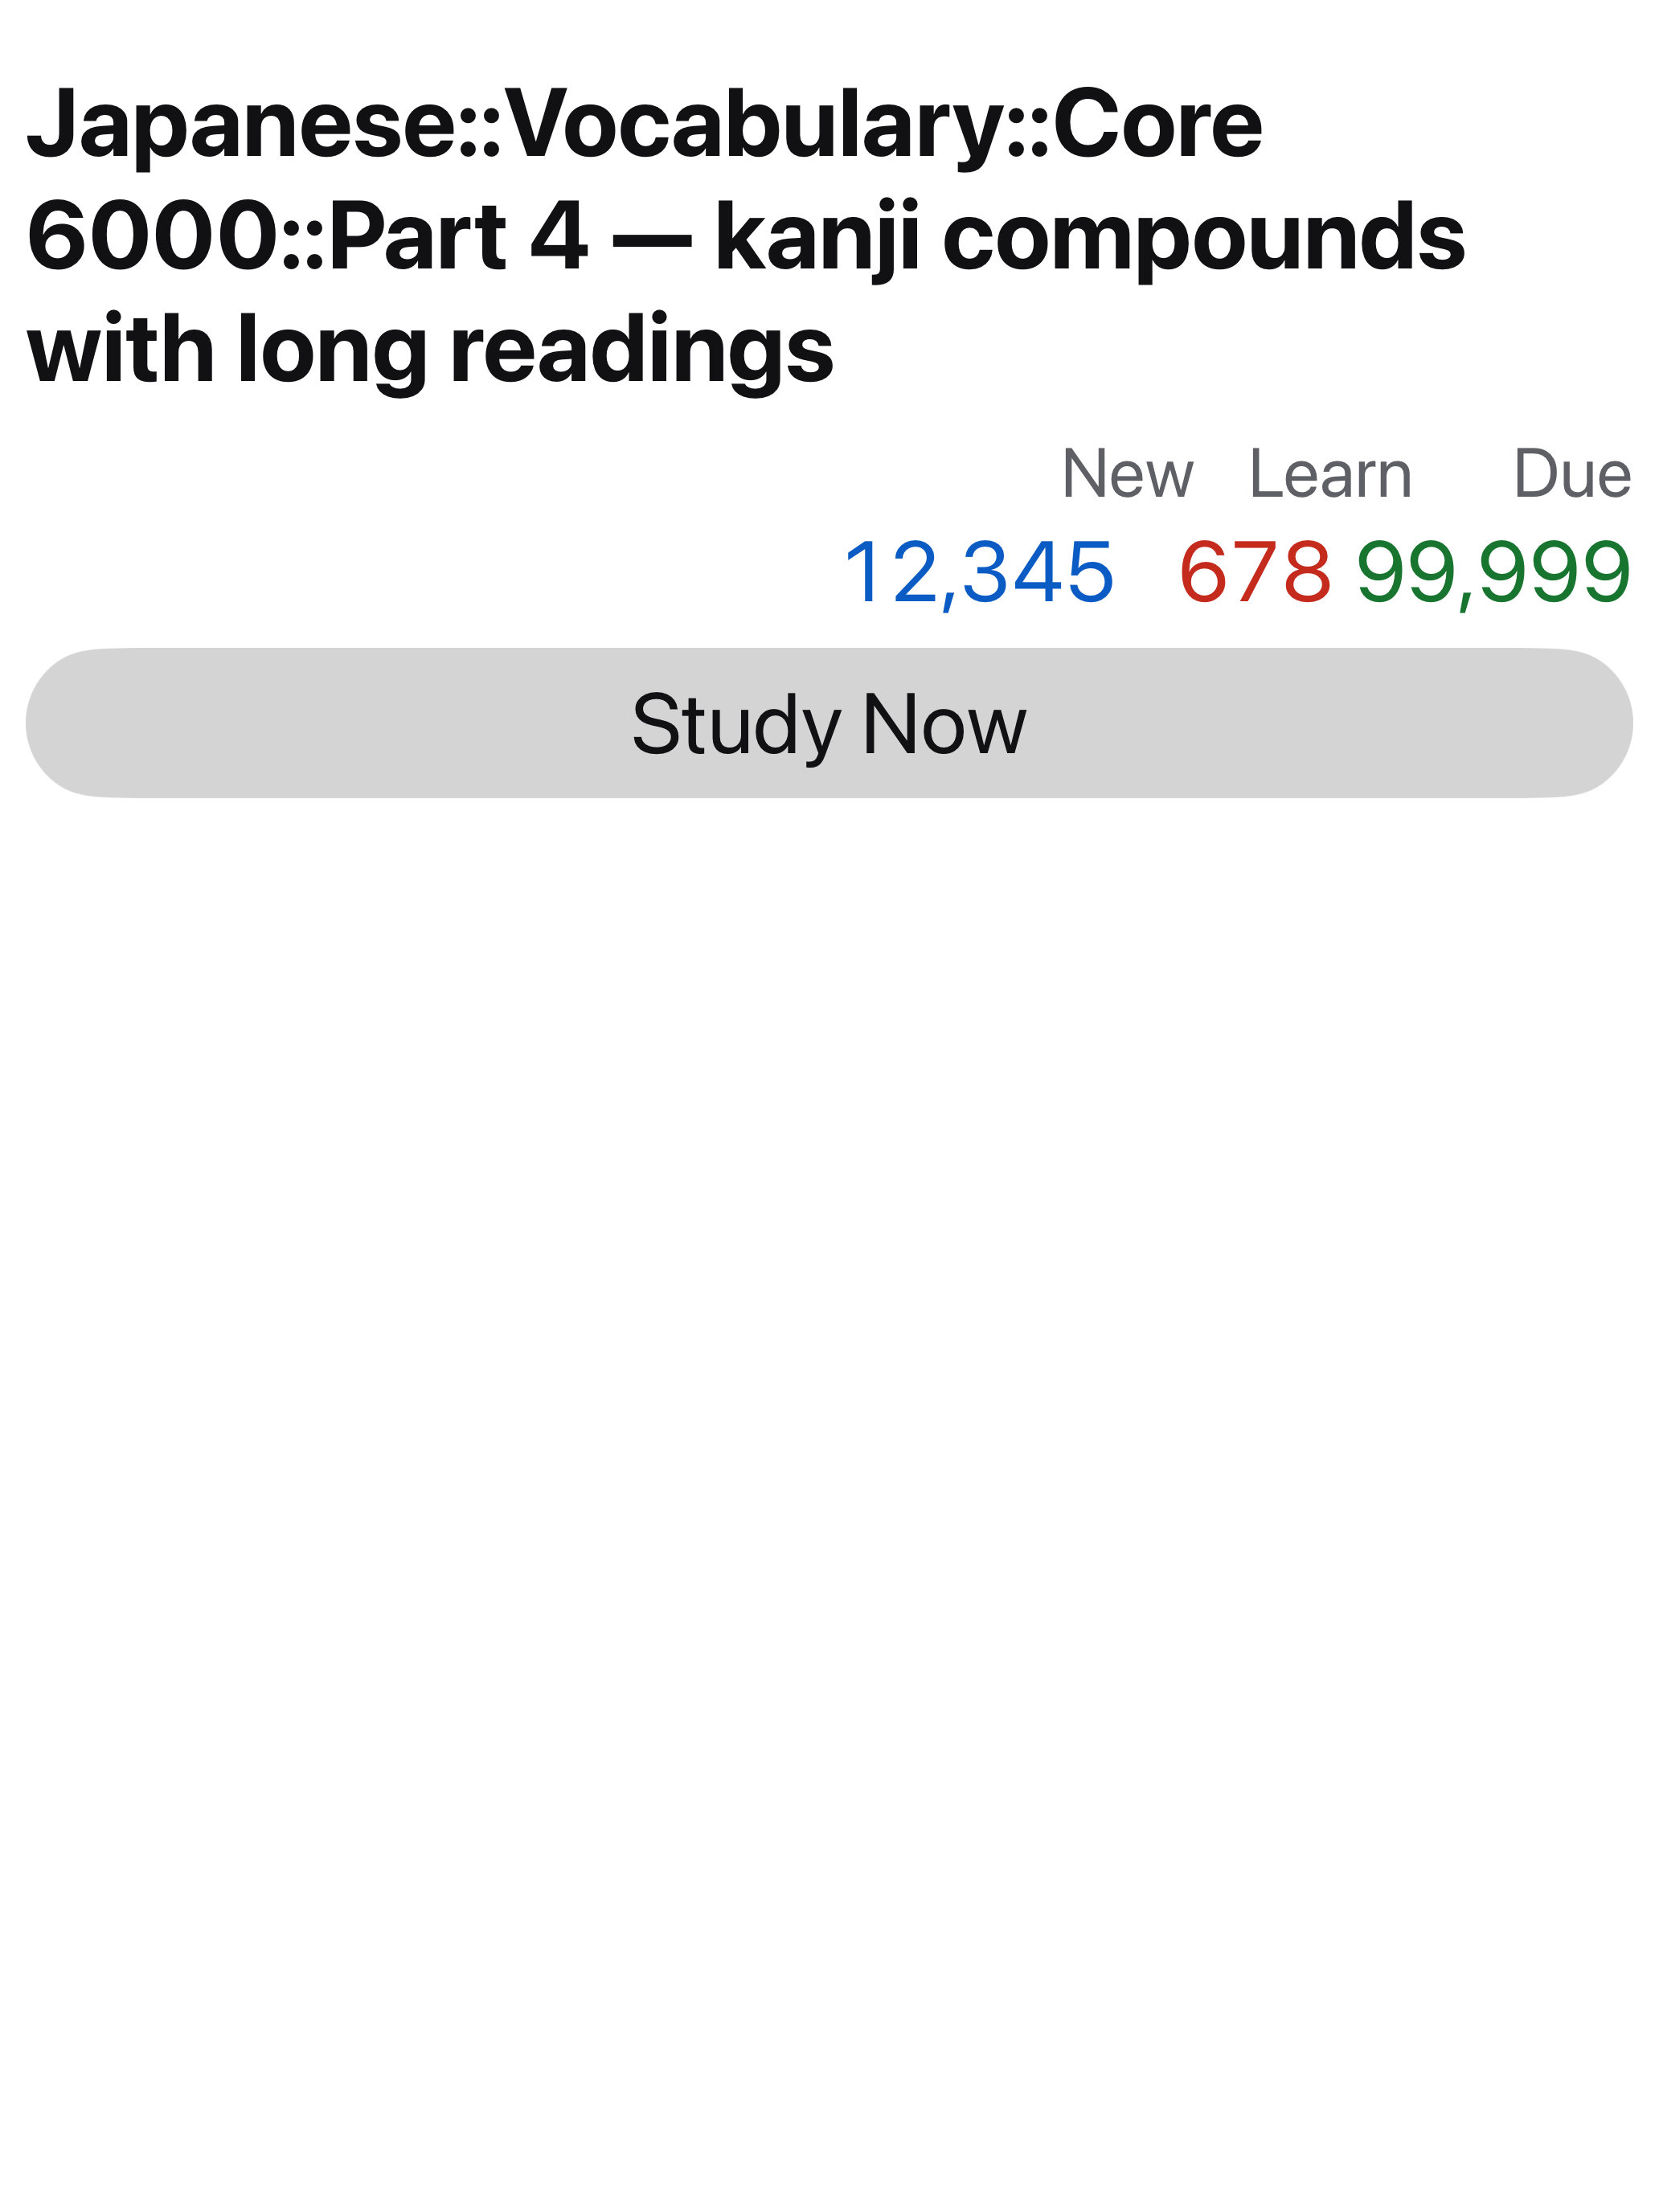 Japanese::Vocabulary::Core
6000::Part 4 — kanji compounds
with long readings
New Learn Due
12,345 678 99,999
Study Now